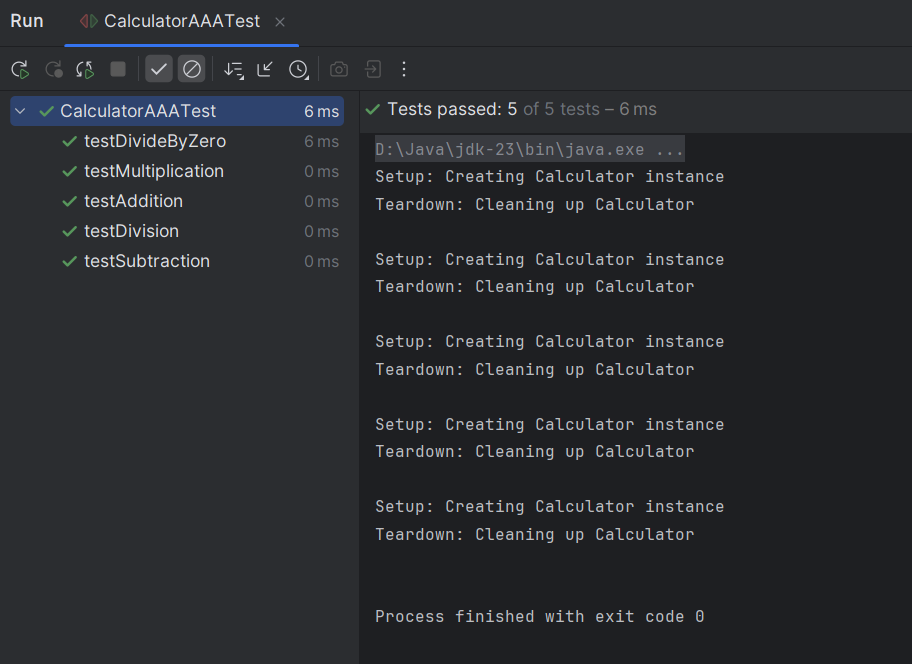 Run CalculatorAAATest ×
CalculatorAAATest 6 ms
testDivideByZero 6 ms
testMultiplication 0 ms
testAddition 0 ms
testDivision 0 ms
testSubtraction 0 ms
Tests passed: 5 of 5 tests – 6 ms
D:\Java\jdk-23\bin\java.exe ...
Setup: Creating Calculator instance
Teardown: Cleaning up Calculator
Setup: Creating Calculator instance
Teardown: Cleaning up Calculator
Setup: Creating Calculator instance
Teardown: Cleaning up Calculator
Setup: Creating Calculator instance
Teardown: Cleaning up Calculator
Setup: Creating Calculator instance
Teardown: Cleaning up Calculator
Process finished with exit code 0